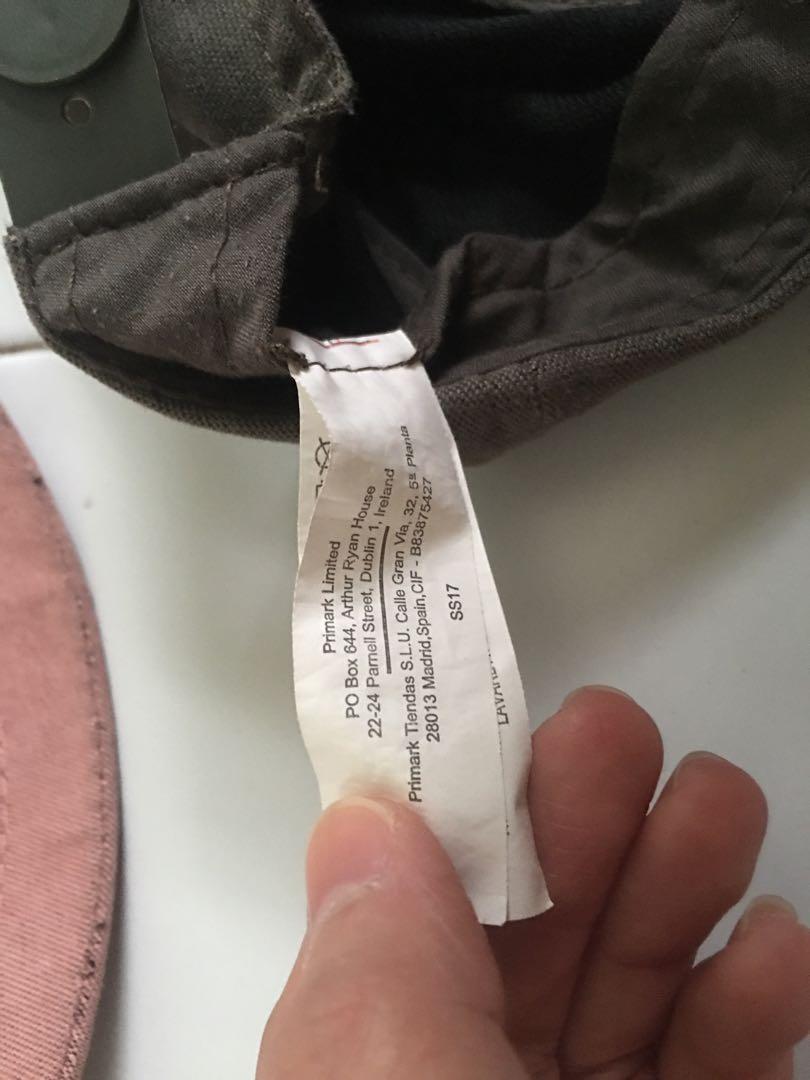 Primark Limited
PO Box 644, Arthur Ryan House
22-24 Parnell Street, Dublin 1, Ireland
Primark Tiendas S.L.U. Calle Gran Via, 32, 5ª Planta
28013 Madrid,Spain,CIF - B83875427
SS17